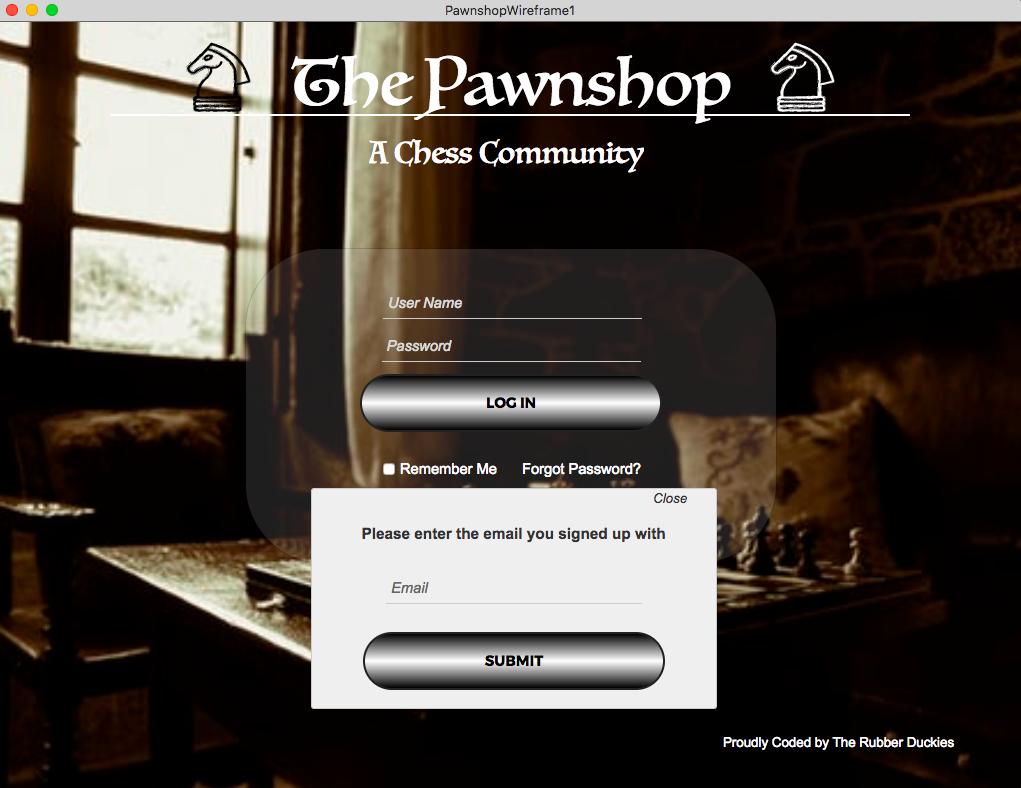 PawnshopWireframe1
The Pawnshop
A Chess Community
User Name
Password
LOG IN
Remember Me Forgot Password?
Close
Please enter the email you signed up with
Email
SUBMIT
Proudly Coded by The Rubber Duckies